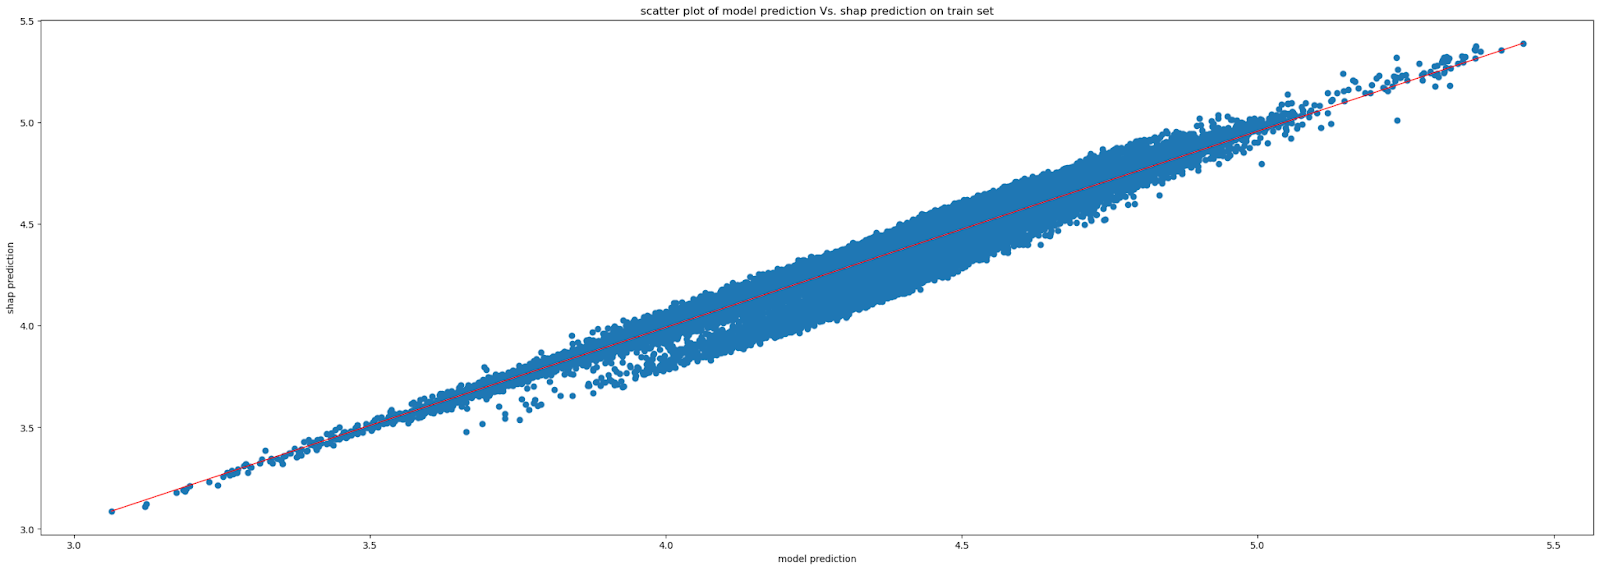 scatter plot of model prediction Vs. shap prediction on train set
5.5
5.0
4.5
4.0
3.5
3.0
shap prediction
3.0 3.5 4.0 4.5 5.0 5.5
model prediction